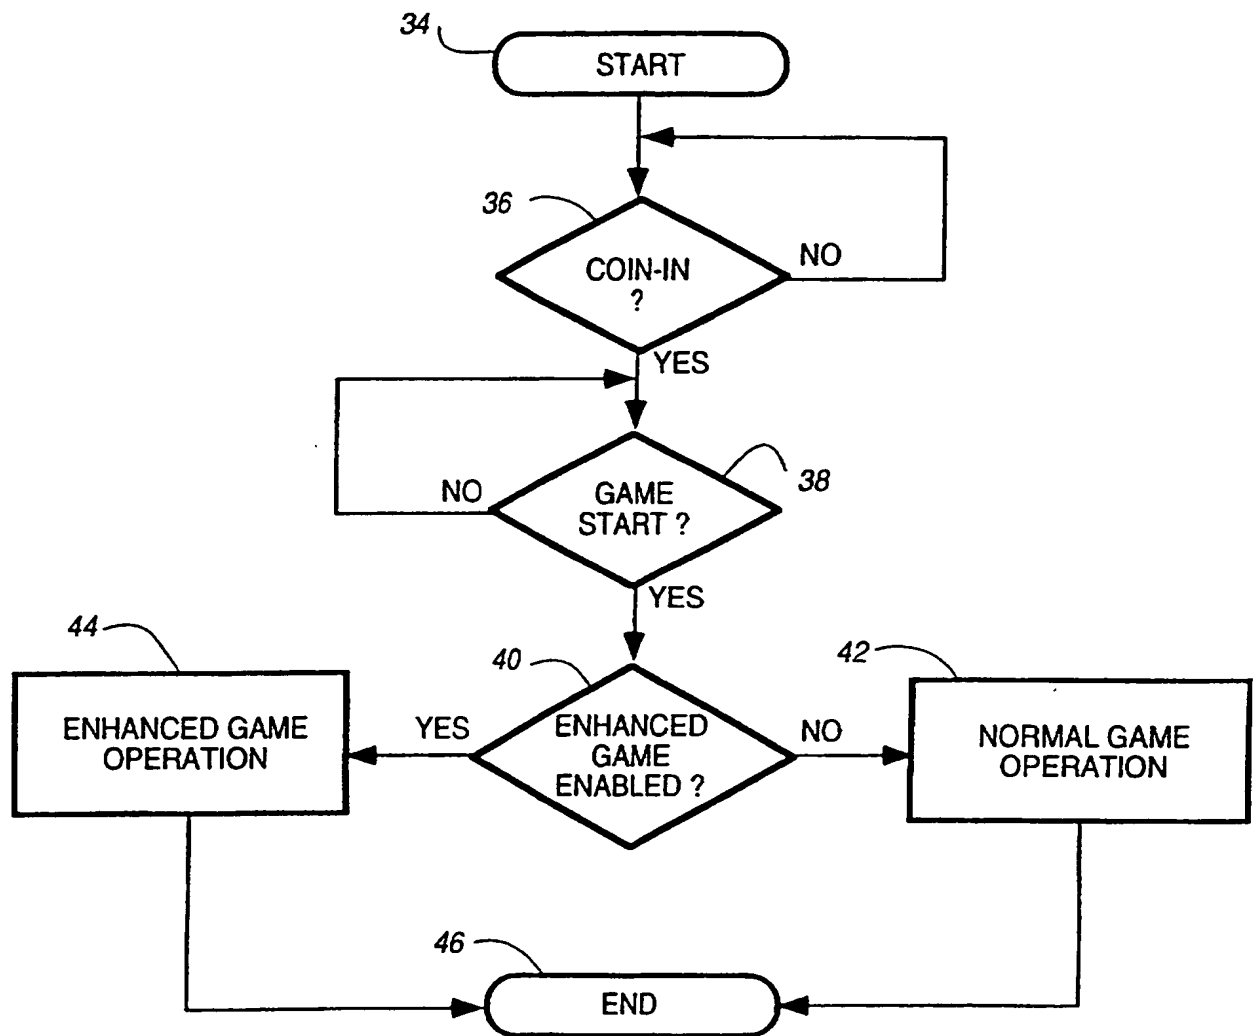 34
START
36
COIN-IN
?
NO
YES
38
NO
GAME
START ?
YES
44
40
42
ENHANCED GAME
OPERATION
YES
ENHANCED
GAME
ENABLED ?
NO
NORMAL GAME
OPERATION
46
END